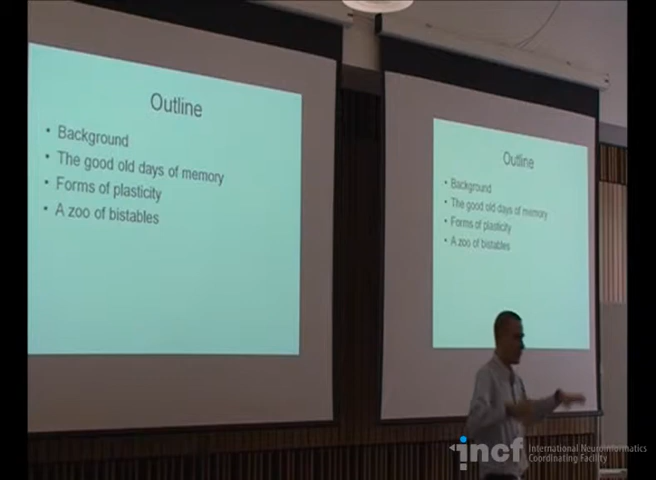 Outline
• Background
• The good old days of memory
• Forms of plasticity
• A zoo of bistables
Outline
• Background
• The good old days of memory
• Forms of plasticity
• A zoo of bistables
incf International Neuroinformatics
Coordinating Facility